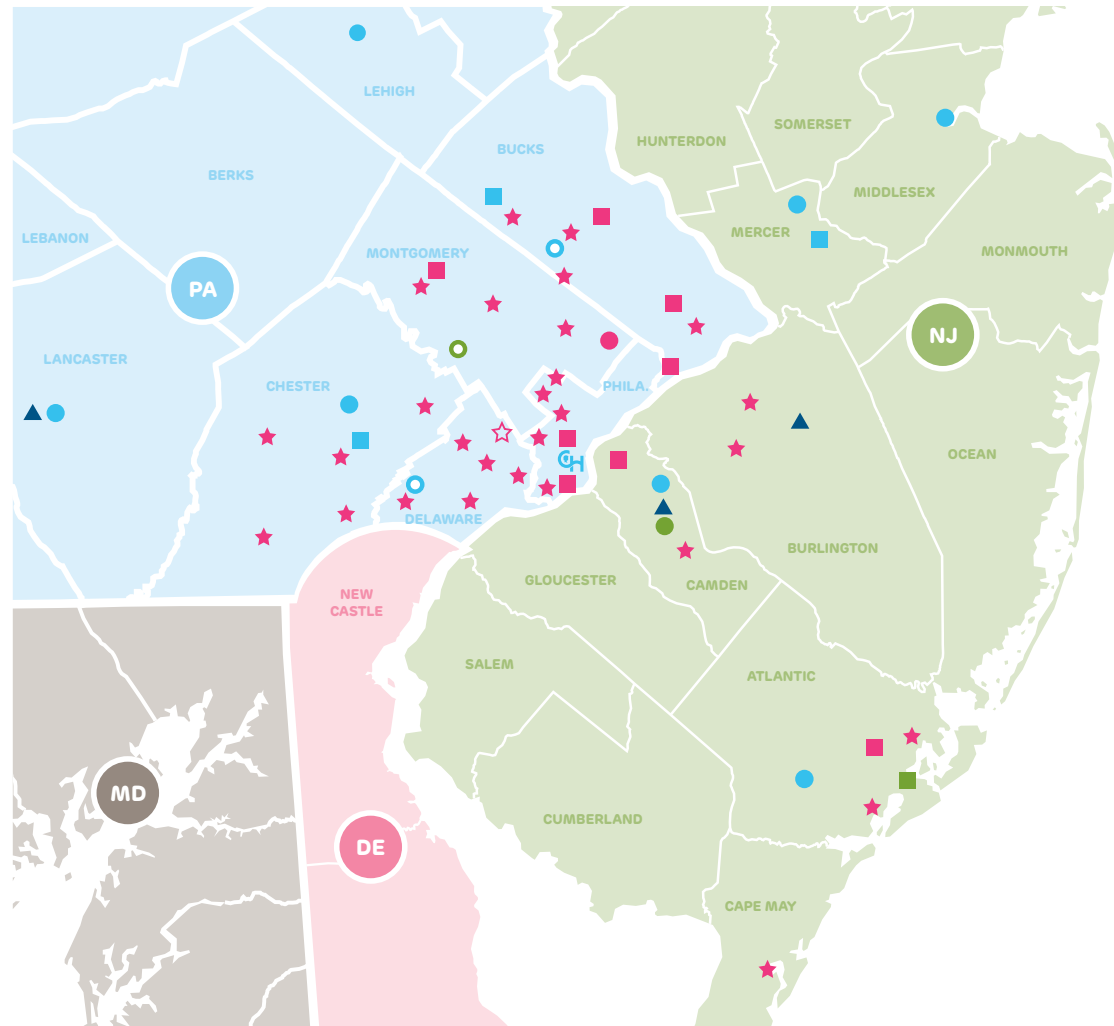 LEHIGH
SOMERSET
HUNTERDON
BUCKS
BERKS
MIDDLESEX
MERCER
LEBANON
MONTGOMERY
MONMOUTH
PA
NJ
LANCASTER
CHESTER
PHILA.
OCEAN
CH
DELAWARE
BURLINGTON
GLOUCESTER
CAMDEN
NEW
CASTLE
SALEM
ATLANTIC
MD
CUMBERLAND
DE
CAPE MAY